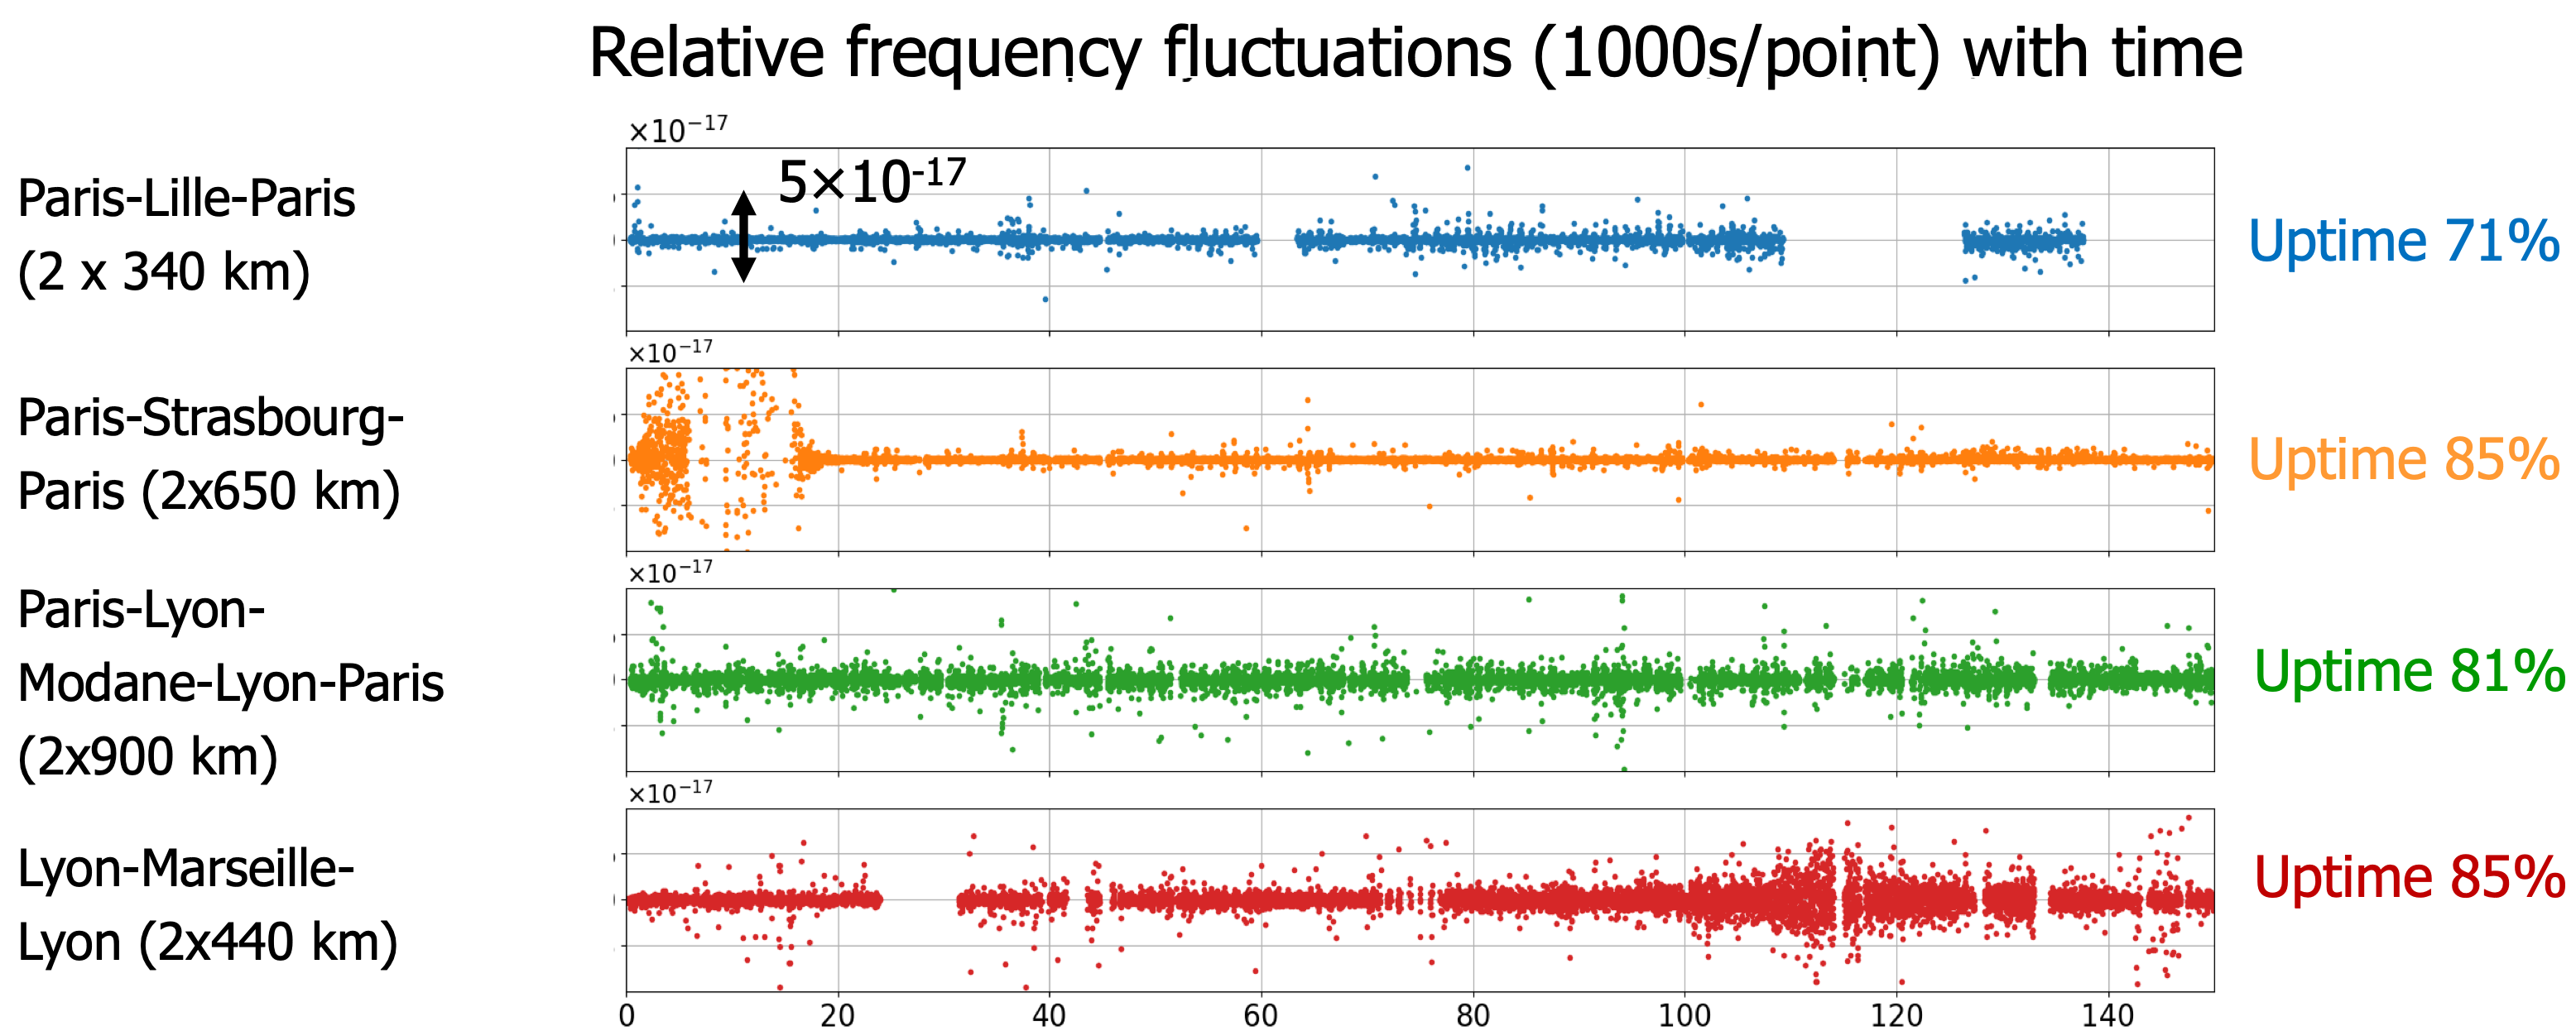 Relative frequency fluctuations (1000s/point) with time
×10⁻¹⁷
5×10⁻¹⁷
Paris-Lille-Paris
(2 x 340 km)
Uptime 71%
×10⁻¹⁷
Paris-Strasbourg-
Paris (2x650 km)
Uptime 85%
×10⁻¹⁷
Paris-Lyon-
Modane-Lyon-Paris
(2x900 km)
Uptime 81%
×10⁻¹⁷
Lyon-Marseille-
Lyon (2x440 km)
Uptime 85%
0 20 40 60 80 100 120 140